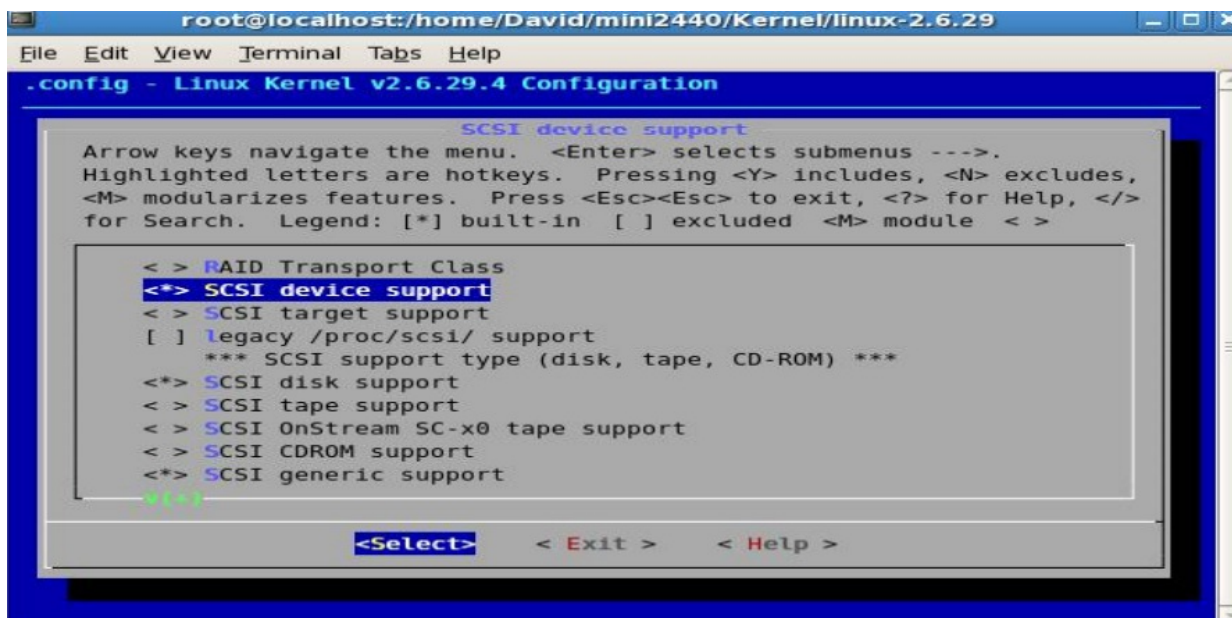 root@localhost:/home/David/mini2440/Kernel/linux-2.6.29
File Edit View Terminal Tabs Help
.config - Linux Kernel v2.6.29.4 Configuration
SCSI device support
Arrow keys navigate the menu. <Enter> selects submenus --->.
Highlighted letters are hotkeys. Pressing <Y> includes, <N> excludes,
<M> modularizes features. Press <Esc><Esc> to exit, <?> for Help, </>
for Search. Legend: [*] built-in [ ] excluded <M> module < >
< > RAID Transport Class
<*> SCSI device support
< > SCSI target support
[ ] legacy /proc/scsi/ support
*** SCSI support type (disk, tape, CD-ROM) ***
<*> SCSI disk support
< > SCSI tape support
< > SCSI OnStream SC-x0 tape support
< > SCSI CDROM support
<*> SCSI generic support
v(+)
<Select> < Exit > < Help >